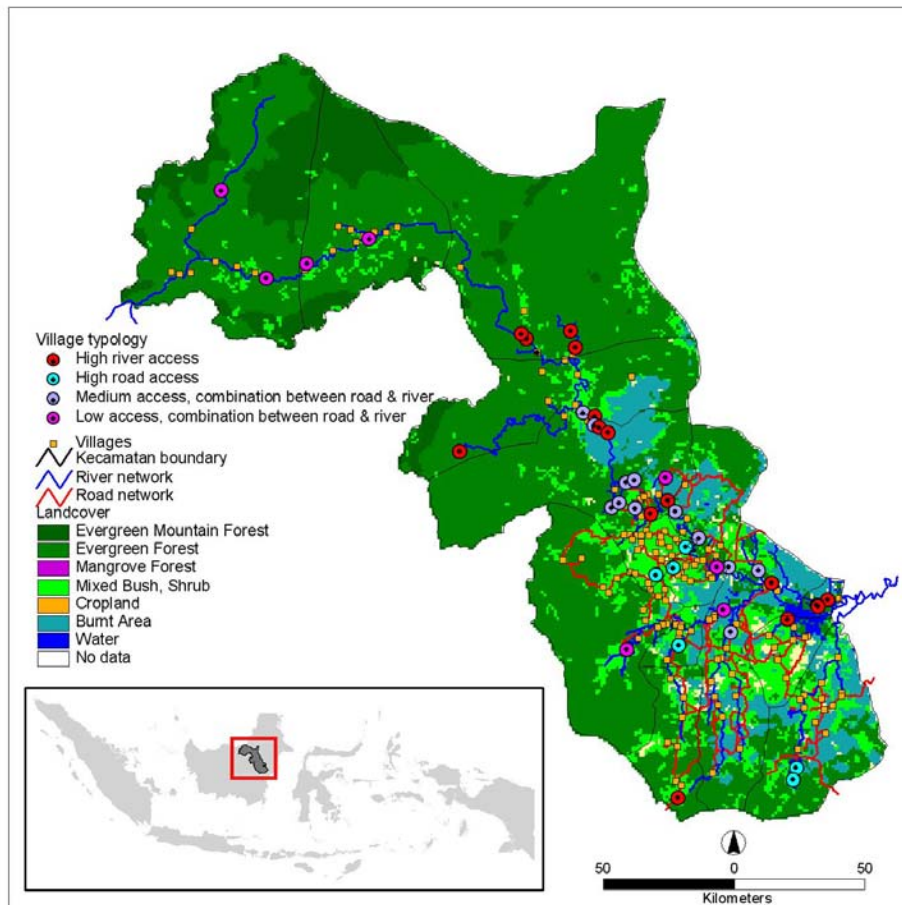 Village typology
High river access
High road access
Medium access, combination between road & river
Low access, combination between road & river
Villages
Kecamatan boundary
River network
Road network
Landcover
Evergreen Mountain Forest
Evergreen Forest
Mangrove Forest
Mixed Bush, Shrub
Cropland
Burnt Area
Water
No data
50 0 50
Kilometers